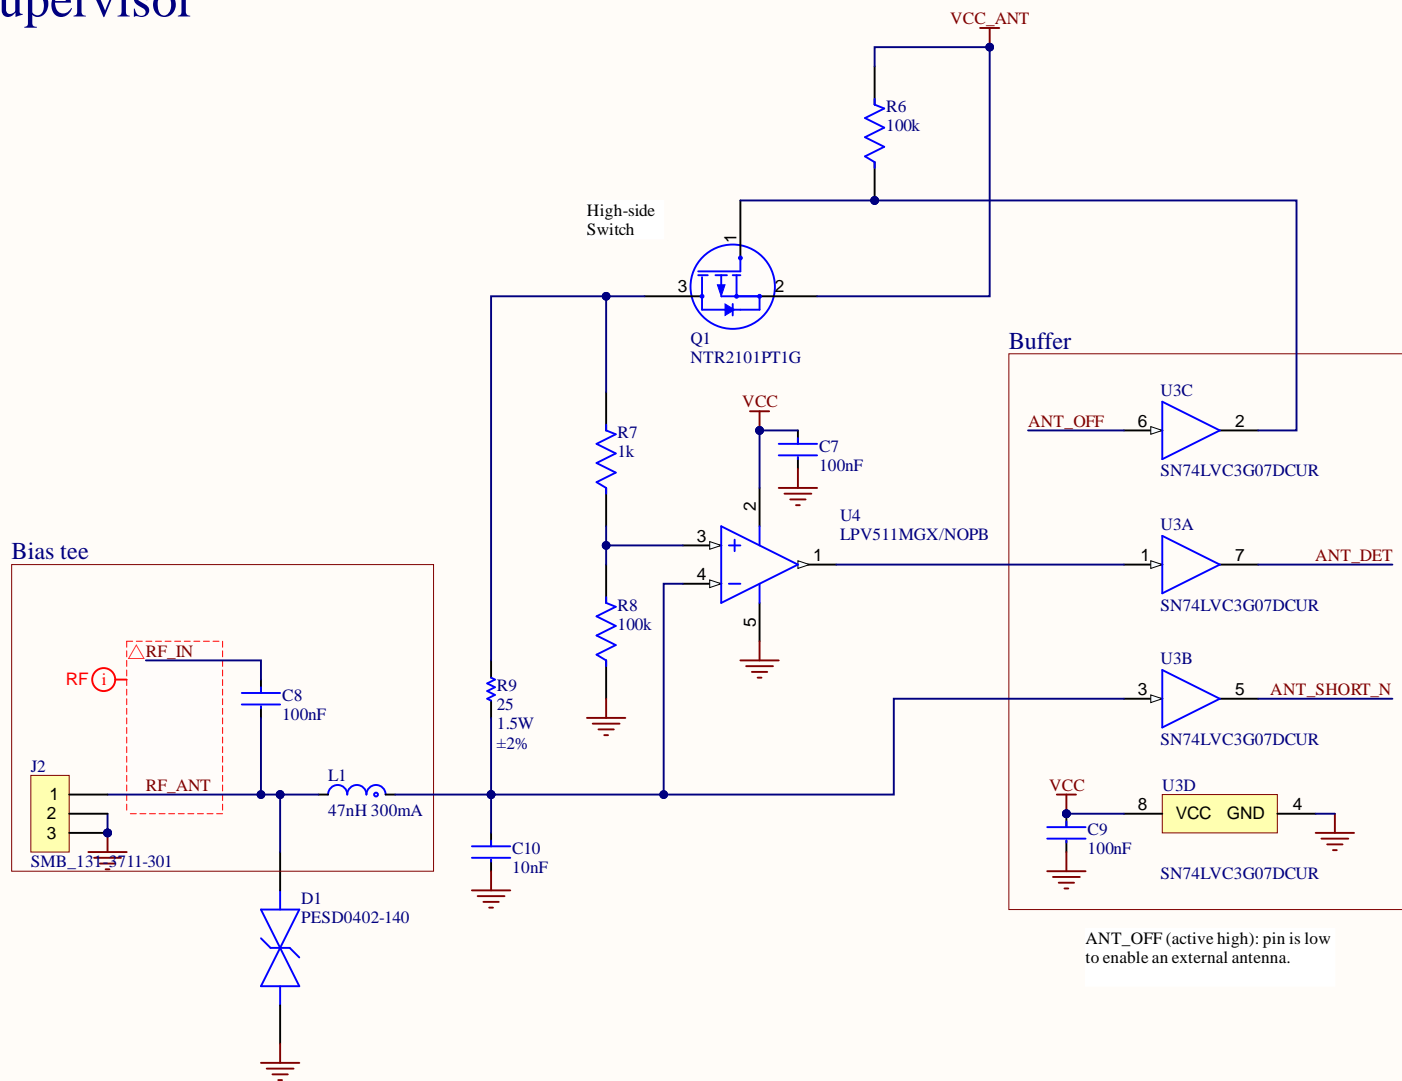 upervisor
VCC_ANT
R6
100k
High-side
Switch
1
3
2
Q1
NTR2101PT1G
Buffer
U3C
ANT_OFF
6
2
SN74LVC3G07DCUR
VCC
R7
1k
C7
100nF
2
U4
LPV511MGX/NOPB
3
+
1
4
−
5
U3A
1
7
ANT_DET
SN74LVC3G07DCUR
Bias tee
R8
100k
RF_IN
RF i
C8
100nF
R9
25
1.5W
±2%
U3B
3
5
ANT_SHORT_N
SN74LVC3G07DCUR
J2
1
2
3
RF_ANT
L1
47nH 300mA
SMB_131-3711-301
C10
10nF
VCC
U3D
8
VCC GND
4
C9
100nF
SN74LVC3G07DCUR
D1
PESD0402-140
ANT_OFF (active high): pin is low
to enable an external antenna.